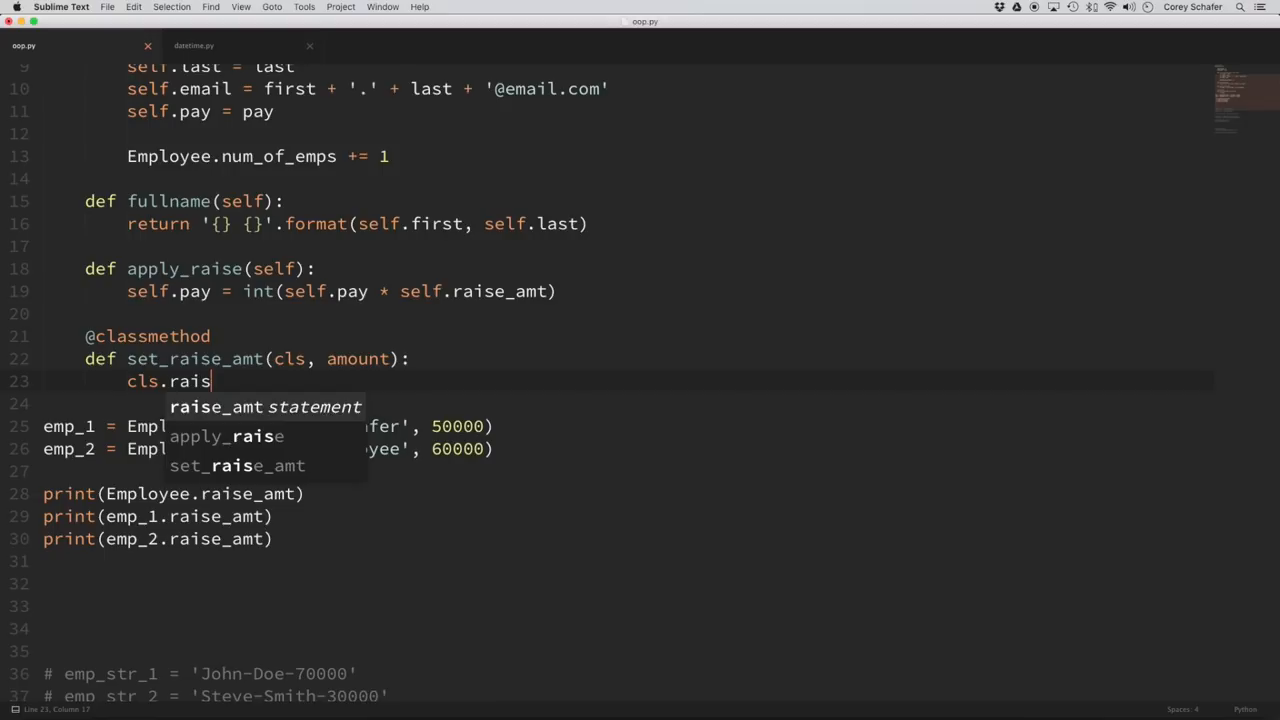 Sublime Text File Edit Selection Find View Goto Tools Project Window Help Corey Schafer
oop.py
oop.py datetime.py
9 self.last = last
10 self.email = first + '.' + last + '@email.com'
11 self.pay = pay
12
13 Employee.num_of_emps += 1
14
15 def fullname(self):
16 return '{} {}'.format(self.first, self.last)
17
18 def apply_raise(self):
19 self.pay = int(self.pay * self.raise_amt)
20
21 @classmethod
22 def set_raise_amt(cls, amount):
23 cls.rais
24 raise_amt statement
25 emp_1 = Empl fer', 50000)
apply_raise
26 emp_2 = Empl yee', 60000)
set_raise_amt
27
28 print(Employee.raise_amt)
29 print(emp_1.raise_amt)
30 print(emp_2.raise_amt)
31
32
33
34
35
36 # emp_str_1 = 'John-Doe-70000'
37 # emp_str_2 = 'Steve-Smith-30000'
Line 23, Column 17 Spaces: 4 Python